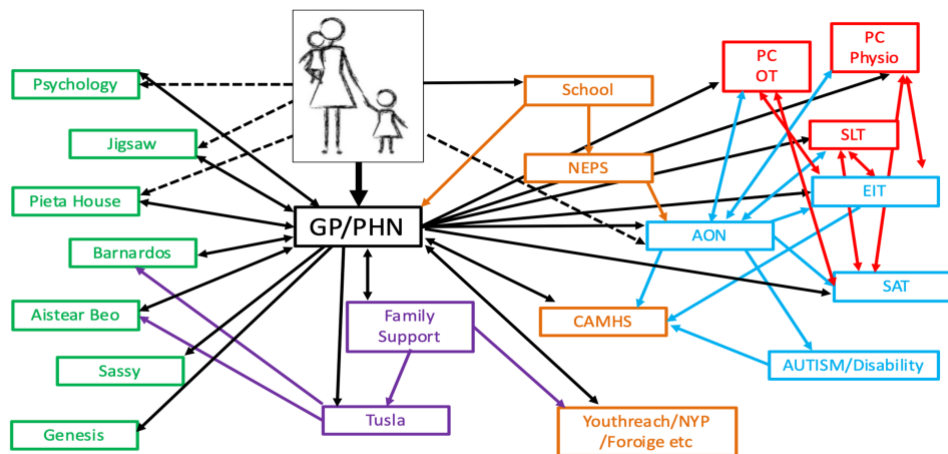 Psychology
Jigsaw
Pieta House
Barnardos
Aistear Beo
Sassy
Genesis
GP/PHN
Family
Support
Tusla
School
NEPS
AON
CAMHS
Youthreach/NYP
/Foroige etc
PC
OT
PC
Physio
SLT
EIT
SAT
AUTISM/Disability